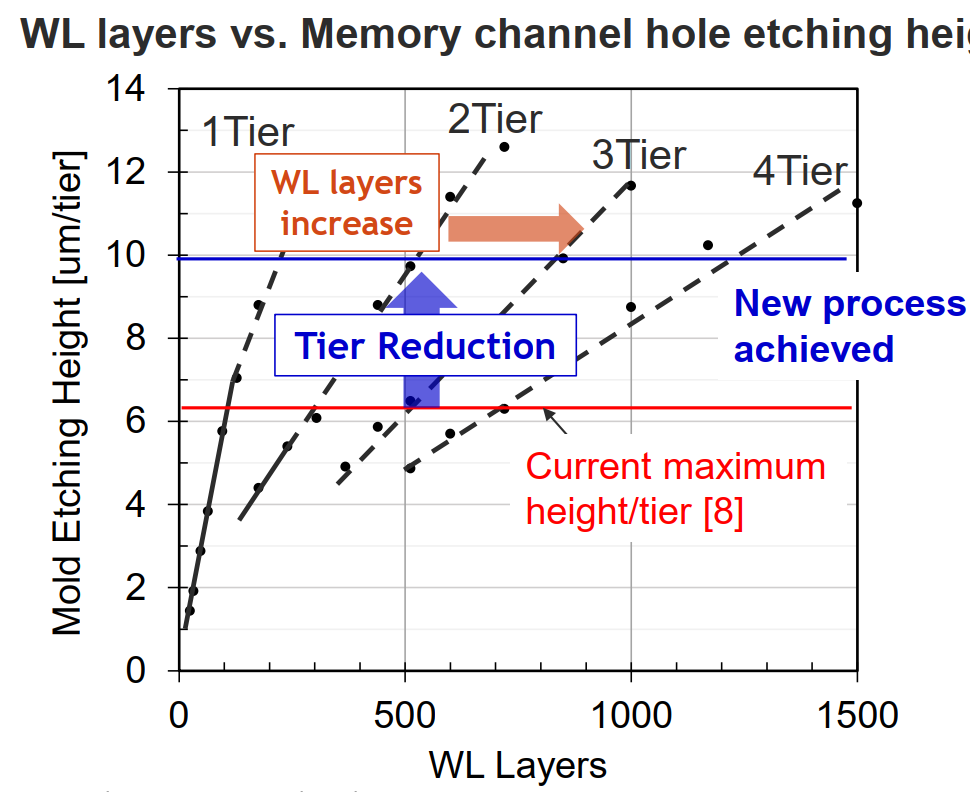 WL layers vs. Memory channel hole etching heig
14
12
10
8
6
4
2
0
Mold Etching Height [um/tier]
1Tier
2Tier
3Tier
4Tier
WL layers
increase
Tier Reduction
New process
achieved
Current maximum
height/tier [8]
0
500
1000
1500
WL Layers